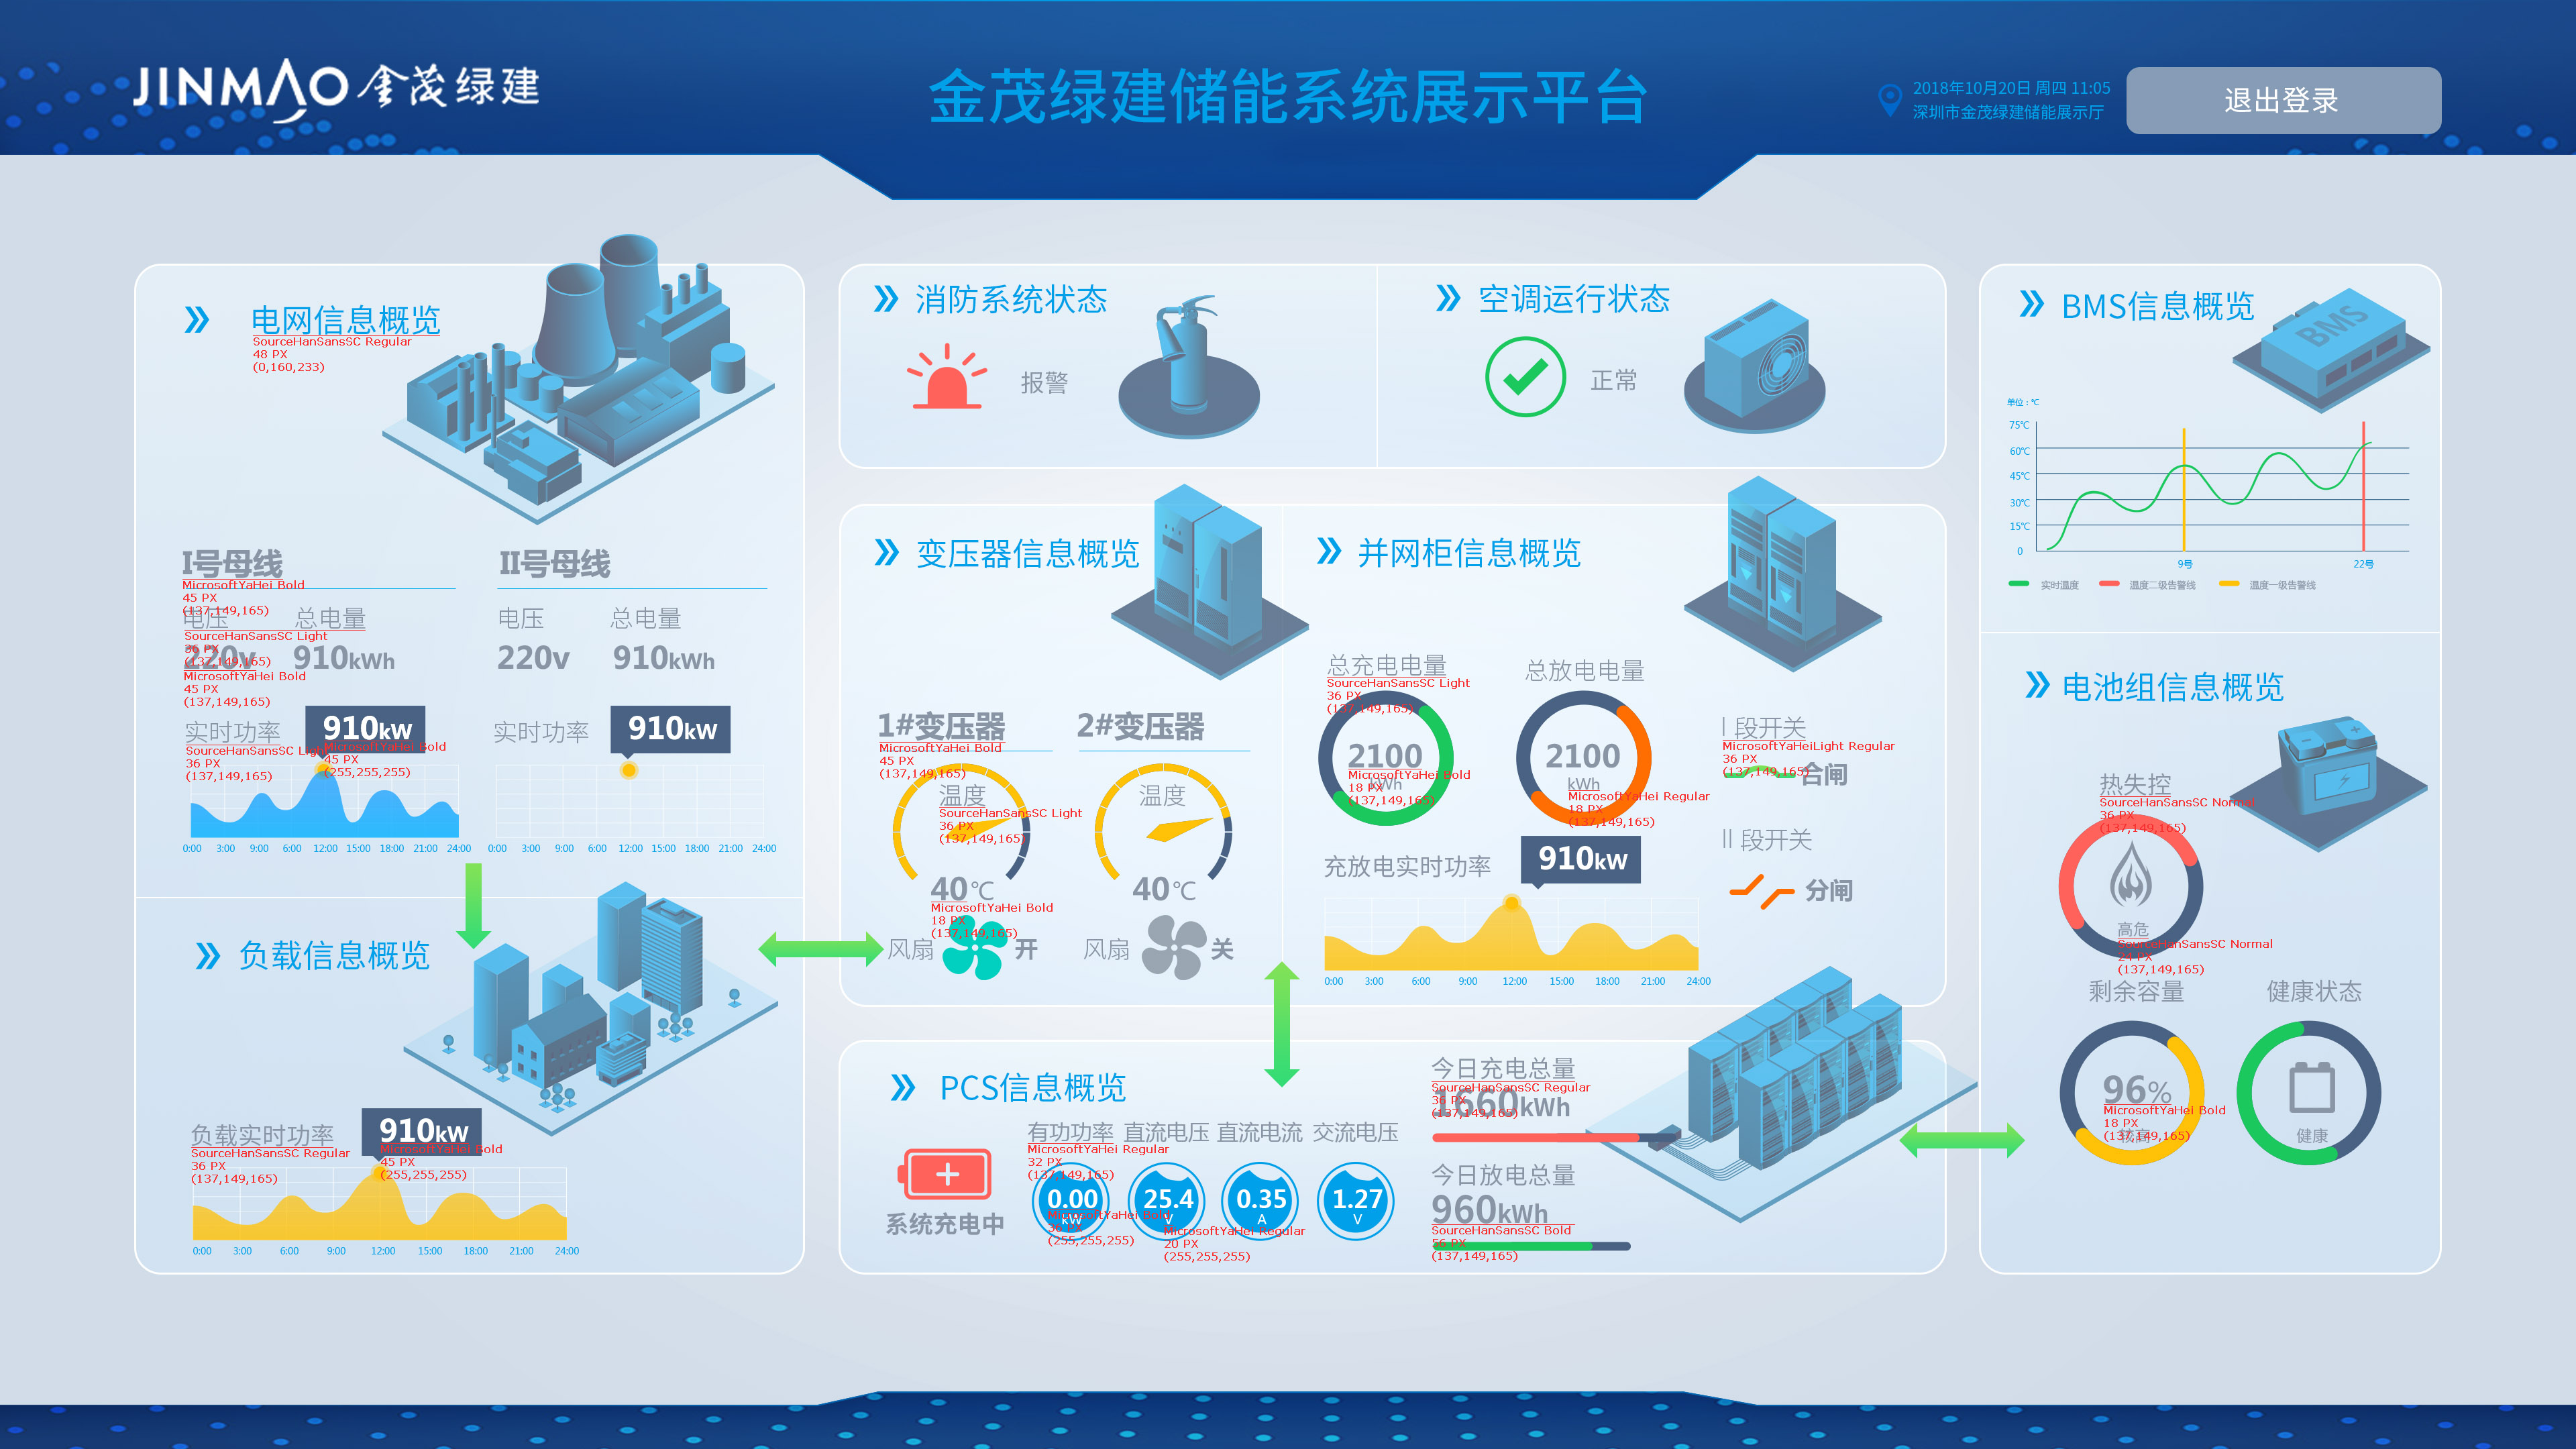 JINMAO 金茂绿建
金茂绿建储能系统展示平台
2018年10月20日 周四 11:05
深圳市金茂绿建储能展示厅
退出登录
电网信息概览
SourceHanSansSC Regular
48 PX
(0,160,233)
I号母线
MicrosoftYaHei Bold
45 PX
(137,149,165)
电压 总电量
SourceHanSansSC Light
36 PX
(137,149,165)
220v 910kWh
MicrosoftYaHei Bold
45 PX
(137,149,165)
实时功率 910kW
SourceHanSansSC Light
36 PX
(137,149,165)
MicrosoftYaHei Bold
45 PX
(255,255,255)
0:00 3:00 9:00 6:00 12:00 15:00 18:00 21:00 24:00
II号母线
电压 总电量
220v 910kWh
实时功率 910kW
0:00 3:00 9:00 6:00 12:00 15:00 18:00 21:00 24:00
负载信息概览
负载实时功率 910kW
SourceHanSansSC Regular
36 PX
(137,149,165)
MicrosoftYaHei Bold
45 PX
(255,255,255)
0:00 3:00 6:00 9:00 12:00 15:00 18:00 21:00 24:00
消防系统状态
报警
空调运行状态
正常
变压器信息概览
1#变压器
MicrosoftYaHei Bold
45 PX
(137,149,165)
温度
SourceHanSansSC Light
36 PX
(137,149,165)
40℃
MicrosoftYaHei Bold
18 PX
(137,149,165)
风扇 开
2#变压器
温度
40℃
风扇 关
并网柜信息概览
总充电电量
SourceHanSansSC Light
36 PX
(137,149,165)
2100
kWh
MicrosoftYaHei Bold
18 PX
(137,149,165)
总放电电量
2100
kWh
MicrosoftYaHei Regular
18 PX
(137,149,165)
I 段开关
MicrosoftYaHeiLight Regular
36 PX
(137,149,165)
合闸
II 段开关
分闸
充放电实时功率 910kW
0:00 3:00 6:00 9:00 12:00 15:00 18:00 21:00 24:00
PCS信息概览
系统充电中
有功功率 直流电压 直流电流 交流电压
MicrosoftYaHei Regular
32 PX
(137,149,165)
0.00 25.4 0.35 1.27
kW V A V
MicrosoftYaHei Bold
36 PX
(255,255,255)
MicrosoftYaHei Regular
20 PX
(255,255,255)
今日充电总量
SourceHanSansSC Regular
36 PX
(137,149,165)
1660kWh
今日放电总量
960kWh
SourceHanSansSC Bold
56 PX
(137,149,165)
BMS信息概览
BMS
单位：℃
75℃
60℃
45℃
30℃
15℃
0
9号 22号
实时温度 温度二级告警线 温度一级告警线
电池组信息概览
热失控
SourceHanSansSC Normal
36 PX
(137,149,165)
高危
SourceHanSansSC Normal
24 PX
(137,149,165)
剩余容量 健康状态
96%
MicrosoftYaHei Bold
18 PX
(137,149,165)
健康